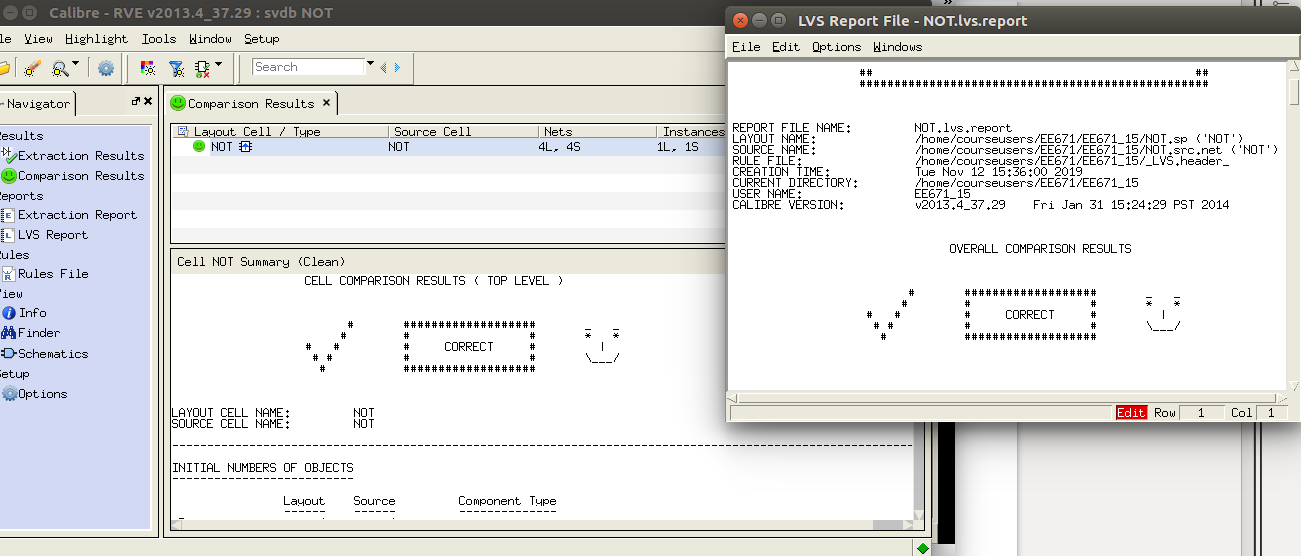 Calibre - RVE v2013.4_37.29 : svdb NOT
le View Highlight Tools Window Setup
Search
Navigator
Results
Extraction Results
Comparison Results
Reports
Extraction Report
LVS Report
Rules
Rules File
View
Info
Finder
Schematics
Setup
Options
Comparison Results
Layout Cell / Type Source Cell Nets Instances
NOT NOT 4L, 4S 1L, 1S
Cell NOT Summary (Clean)
CELL COMPARISON RESULTS ( TOP LEVEL )
CORRECT
LAYOUT CELL NAME: NOT
SOURCE CELL NAME: NOT
INITIAL NUMBERS OF OBJECTS
Layout Source Component Type
LVS Report File - NOT.lvs.report
File Edit Options Windows
REPORT FILE NAME: NOT.lvs.report
LAYOUT NAME: /home/courseusers/EE671/EE671_15/NOT.sp ('NOT')
SOURCE NAME: /home/courseusers/EE671/EE671_15/NOT.src.net ('NOT')
RULE FILE: /home/courseusers/EE671/EE671_15/_LVS.header_
CREATION TIME: Tue Nov 12 15:36:00 2019
CURRENT DIRECTORY: /home/courseusers/EE671/EE671_15
USER NAME: EE671_15
CALIBRE VERSION: v2013.4_37.29 Fri Jan 31 15:24:29 PST 2014
OVERALL COMPARISON RESULTS
CORRECT
Edit Row 1 Col 1